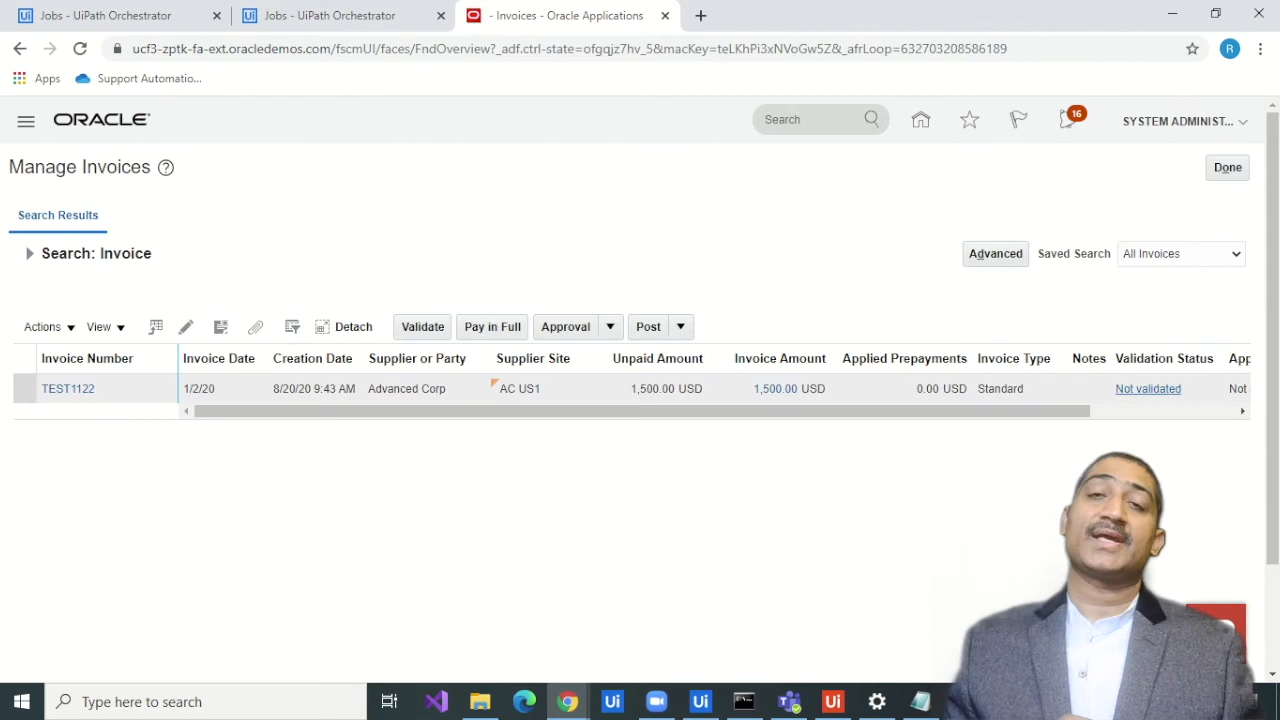 Jobs - UiPath Orchestrator
Jobs - UiPath Orchestrator
- Invoices - Oracle Applications
ucf3-zptk-fa-ext.oracledemos.com/fscmUI/faces/FndOverview?_adf.ctrl-state=ofgqjz7hv_5&macKey=teLKhPi3xNVoGw5Z&_afrLoop=632703208586189
R
Apps
Support Automatio...
ORACLE
Search
16
SYSTEM ADMINIST...
Manage Invoices
Done
Search Results
Search: Invoice
Advanced Saved Search All Invoices
Actions View Detach Validate Pay in Full Approval Post
Invoice Number Invoice Date Creation Date Supplier or Party Supplier Site Unpaid Amount Invoice Amount Applied Prepayments Invoice Type Notes Validation Status App
TEST1122 1/2/20 8/20/20 9:43 AM Advanced Corp AC US1 1,500.00 USD 1,500.00 USD 0.00 USD Standard Not validated Not
Type here to search
Ui
Ui
Ui